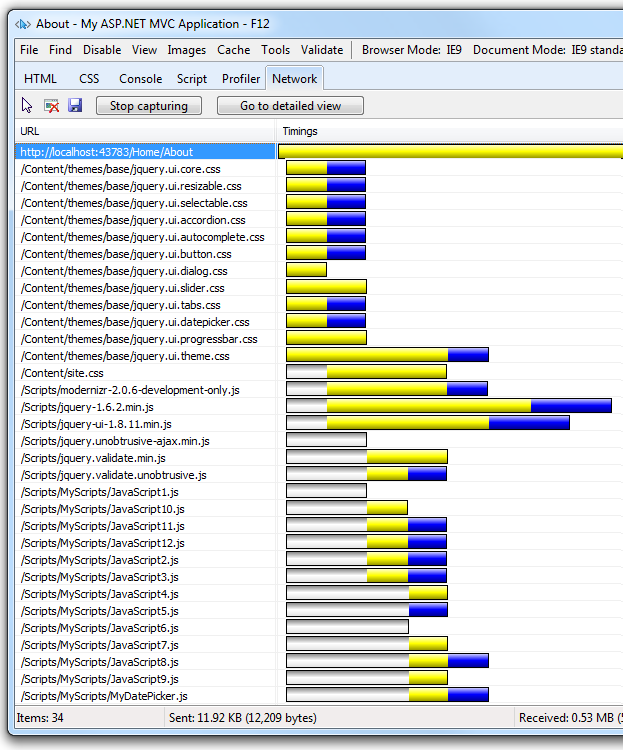 About - My ASP.NET MVC Application - F12
File Find Disable View Images Cache Tools Validate Browser Mode: IE9 Document Mode: IE9 standa
HTML CSS Console Script Profiler Network
Stop capturing Go to detailed view
URL Timings
http://localhost:43783/Home/About
/Content/themes/base/jquery.ui.core.css
/Content/themes/base/jquery.ui.resizable.css
/Content/themes/base/jquery.ui.selectable.css
/Content/themes/base/jquery.ui.accordion.css
/Content/themes/base/jquery.ui.autocomplete.css
/Content/themes/base/jquery.ui.button.css
/Content/themes/base/jquery.ui.dialog.css
/Content/themes/base/jquery.ui.slider.css
/Content/themes/base/jquery.ui.tabs.css
/Content/themes/base/jquery.ui.datepicker.css
/Content/themes/base/jquery.ui.progressbar.css
/Content/themes/base/jquery.ui.theme.css
/Content/site.css
/Scripts/modernizr-2.0.6-development-only.js
/Scripts/jquery-1.6.2.min.js
/Scripts/jquery-ui-1.8.11.min.js
/Scripts/jquery.unobtrusive-ajax.min.js
/Scripts/jquery.validate.min.js
/Scripts/jquery.validate.unobtrusive.js
/Scripts/MyScripts/JavaScript1.js
/Scripts/MyScripts/JavaScript10.js
/Scripts/MyScripts/JavaScript11.js
/Scripts/MyScripts/JavaScript12.js
/Scripts/MyScripts/JavaScript2.js
/Scripts/MyScripts/JavaScript3.js
/Scripts/MyScripts/JavaScript4.js
/Scripts/MyScripts/JavaScript5.js
/Scripts/MyScripts/JavaScript6.js
/Scripts/MyScripts/JavaScript7.js
/Scripts/MyScripts/JavaScript8.js
/Scripts/MyScripts/JavaScript9.js
/Scripts/MyScripts/MyDatePicker.js
Items: 34 Sent: 11.92 KB (12,209 bytes) Received: 0.53 MB (5